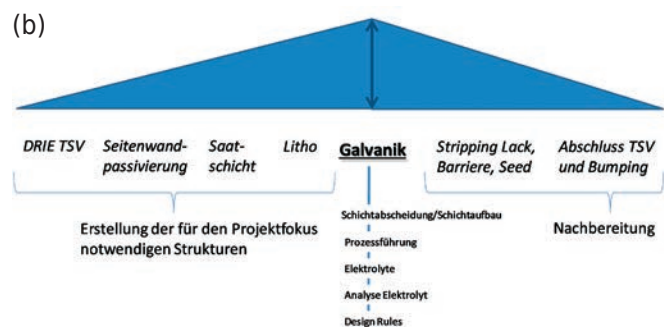 (b)
DRIE TSV
Seitenwand-
passivierung
Saat-
schicht
Litho
Galvanik
Stripping Lack,
Barriere, Seed
Abschluss TSV
und Bumping
Erstellung der für den Projektfokus
notwendigen Strukturen
Schichtabscheidung/Schichtaufbau
Prozessführung
Elektrolyte
Analyse Elektrolyt
Design Rules
Nachbereitung